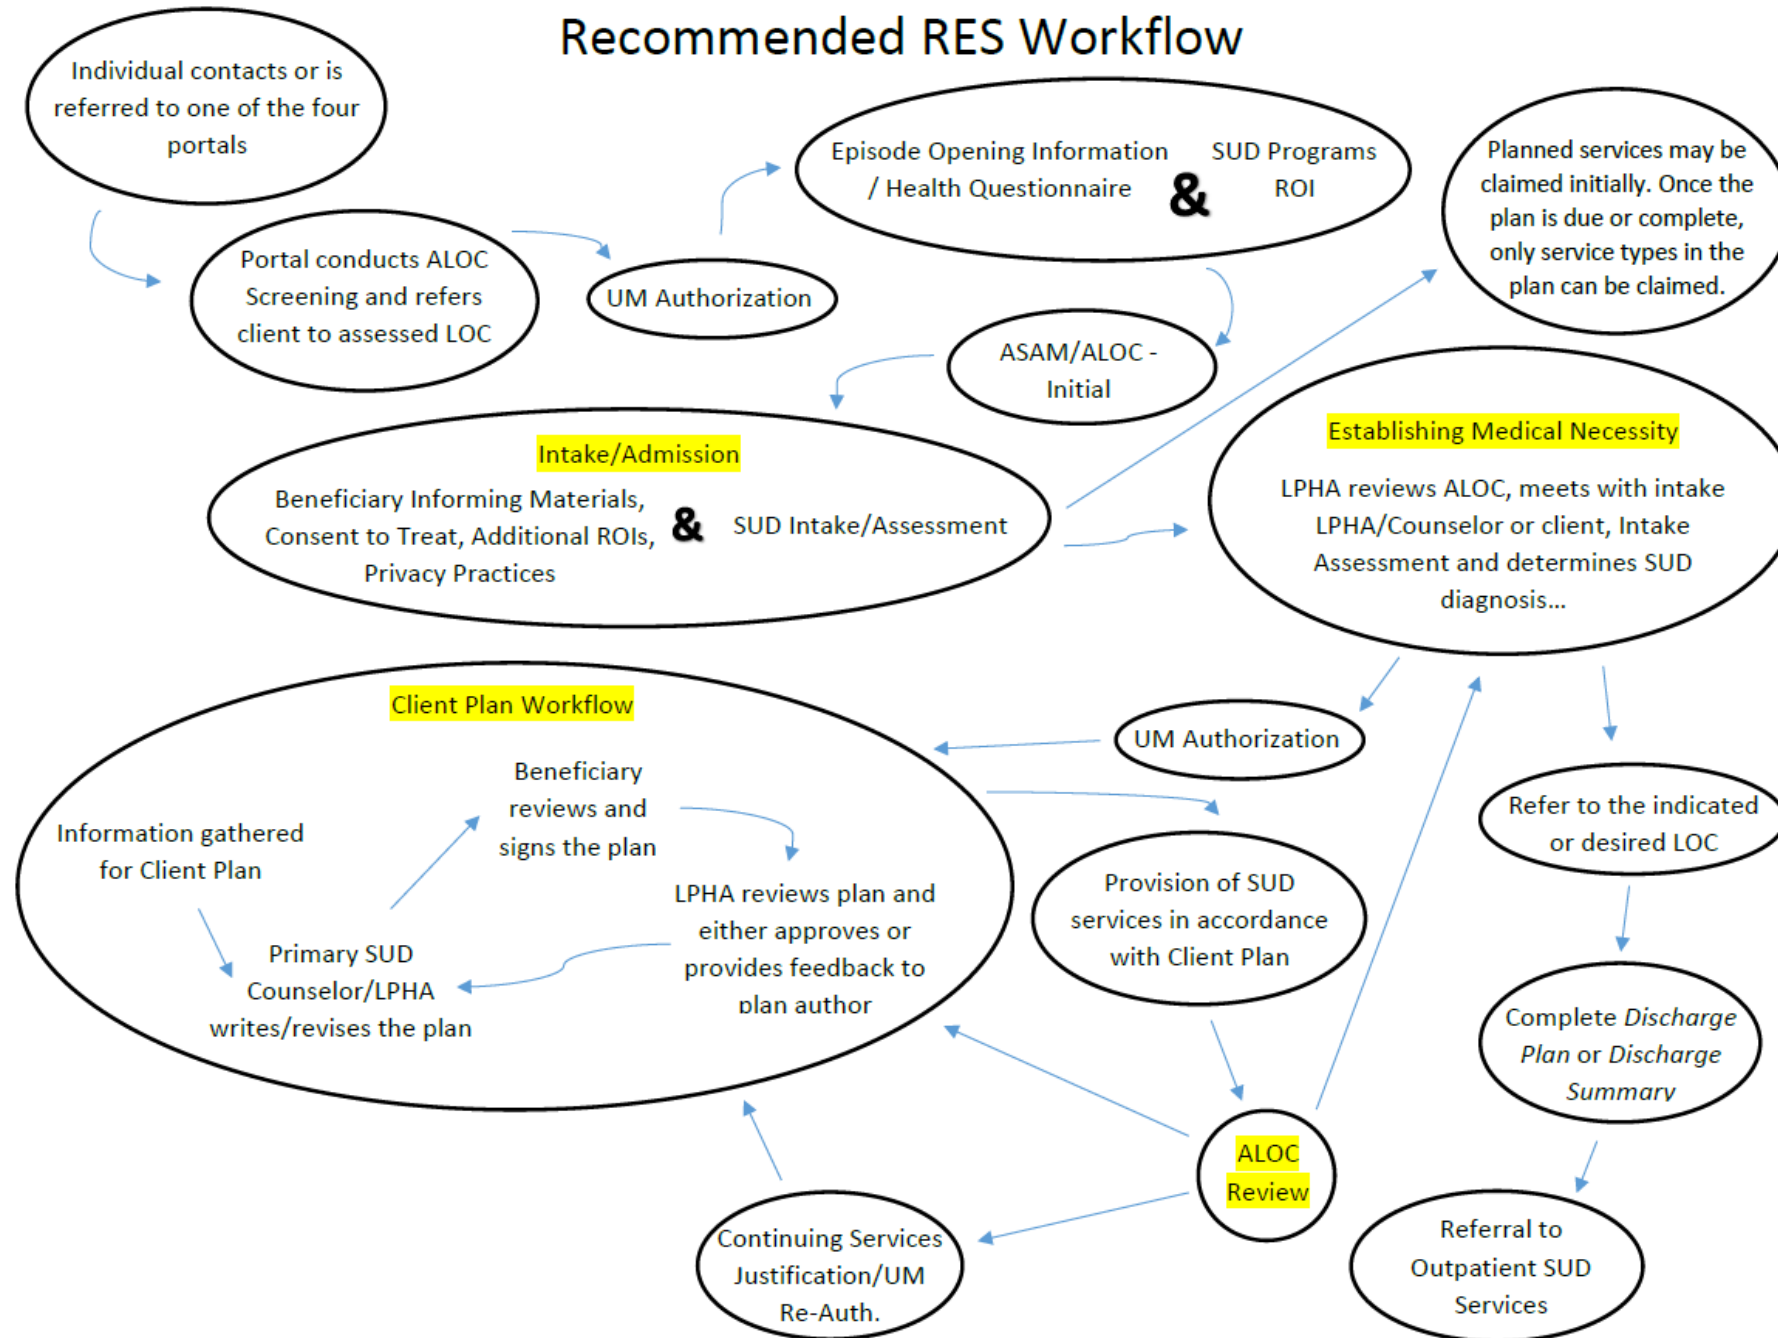 Recommended RES Workflow
Individual contacts or is
referred to one of the four
portals
Portal conducts ALOC
Screening and refers
client to assessed LOC
UM Authorization
Episode Opening Information
/ Health Questionnaire
&
SUD Programs
ROI
Planned services may be
claimed initially. Once the
plan is due or complete,
only service types in the
plan can be claimed.
ASAM/ALOC -
Initial
Intake/Admission
Beneficiary Informing Materials,
Consent to Treat, Additional ROIs,
Privacy Practices
&
SUD Intake/Assessment
Establishing Medical Necessity
LPHA reviews ALOC, meets with intake
LPHA/Counselor or client, Intake
Assessment and determines SUD
diagnosis...
Client Plan Workflow
Information gathered
for Client Plan
Primary SUD
Counselor/LPHA
writes/revises the plan
Beneficiary
reviews and
signs the plan
LPHA reviews plan and
either approves or
provides feedback to
plan author
UM Authorization
Provision of SUD
services in accordance
with Client Plan
Refer to the indicated
or desired LOC
Complete Discharge
Plan or Discharge
Summary
ALOC
Review
Continuing Services
Justification/UM
Re-Auth.
Referral to
Outpatient SUD
Services